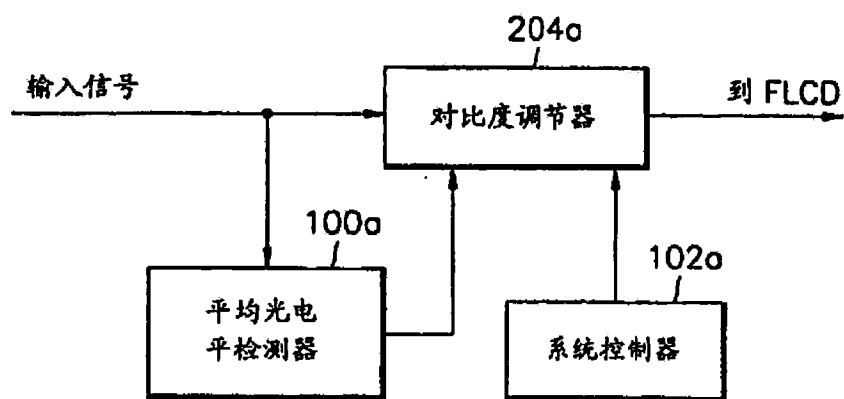 204a
输入信号
对比度调节器
到 FLCD
100a
平均光电
平检测器
102a
系统控制器